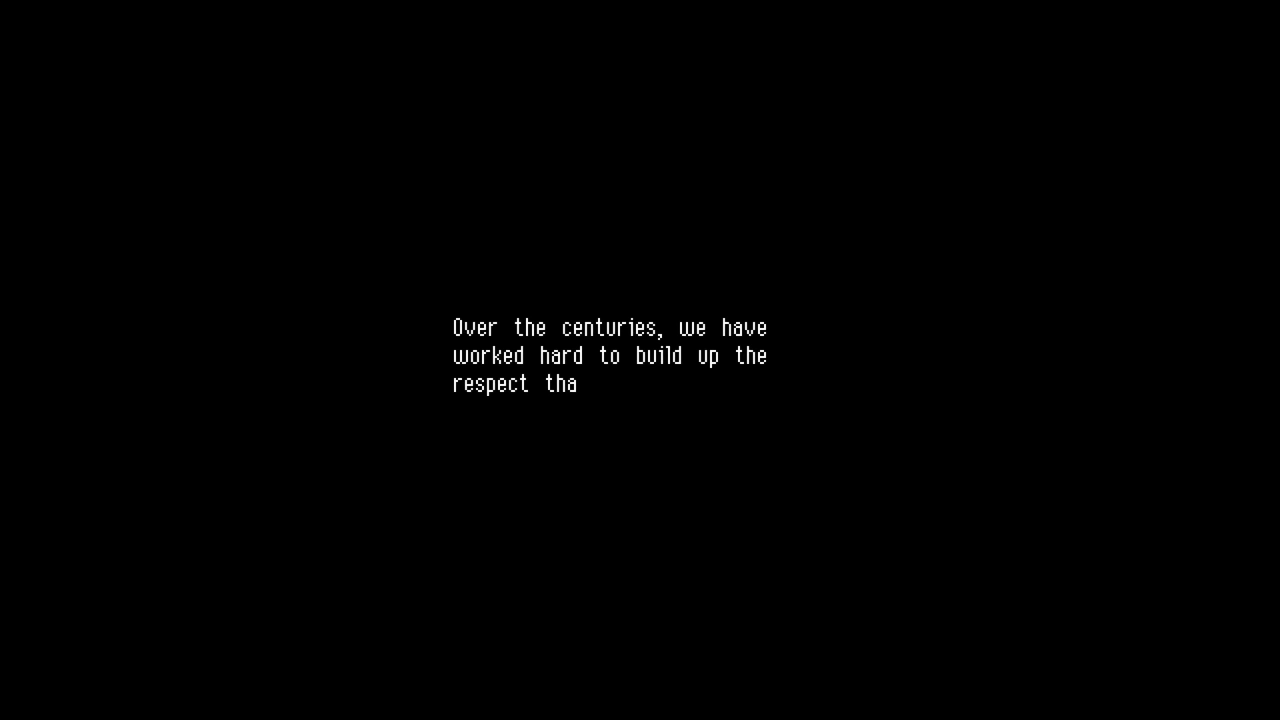 Over the centuries, we have
worked hard to build up the
respect tha